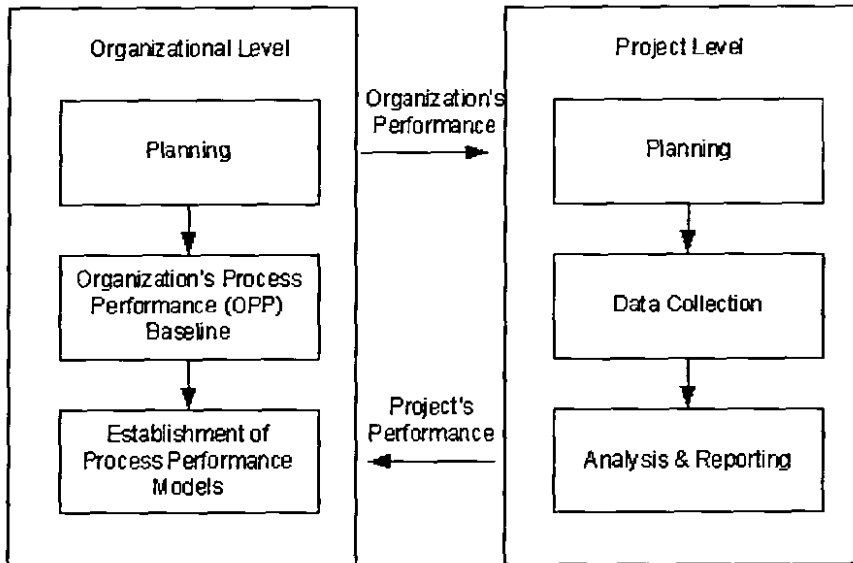 Organizational Level
Planning
Organization's Process
Performance (OPP)
Baseline
Establishment of
Process Performance
Models
Organization's
Performance
Project's
Performance
Project Level
Planning
Data Collection
Analysis & Reporting